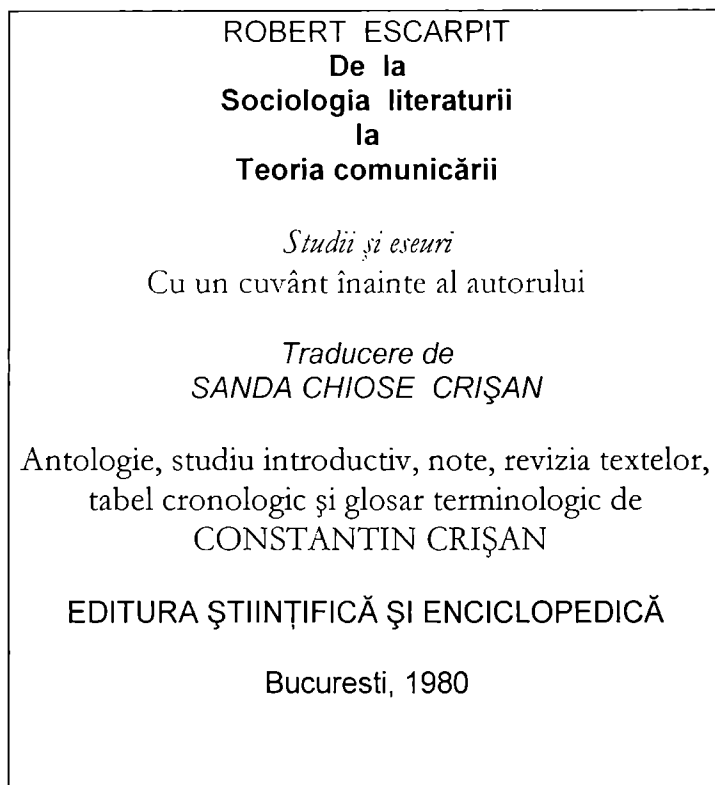 ROBERT ESCARPIT
De la
Sociologia literaturii
la
Teoria comunicării
Studii şi eseuri
Cu un cuvânt înainte al autorului
Traducere de
SANDA CHIOSE CRIŞAN
Antologie, studiu introductiv, note, revizia textelor,
tabel cronologic şi glosar terminologic de
CONSTANTIN CRIŞAN
EDITURA ŞTIINȚIFICĂ ŞI ENCICLOPEDICĂ
Bucuresti, 1980